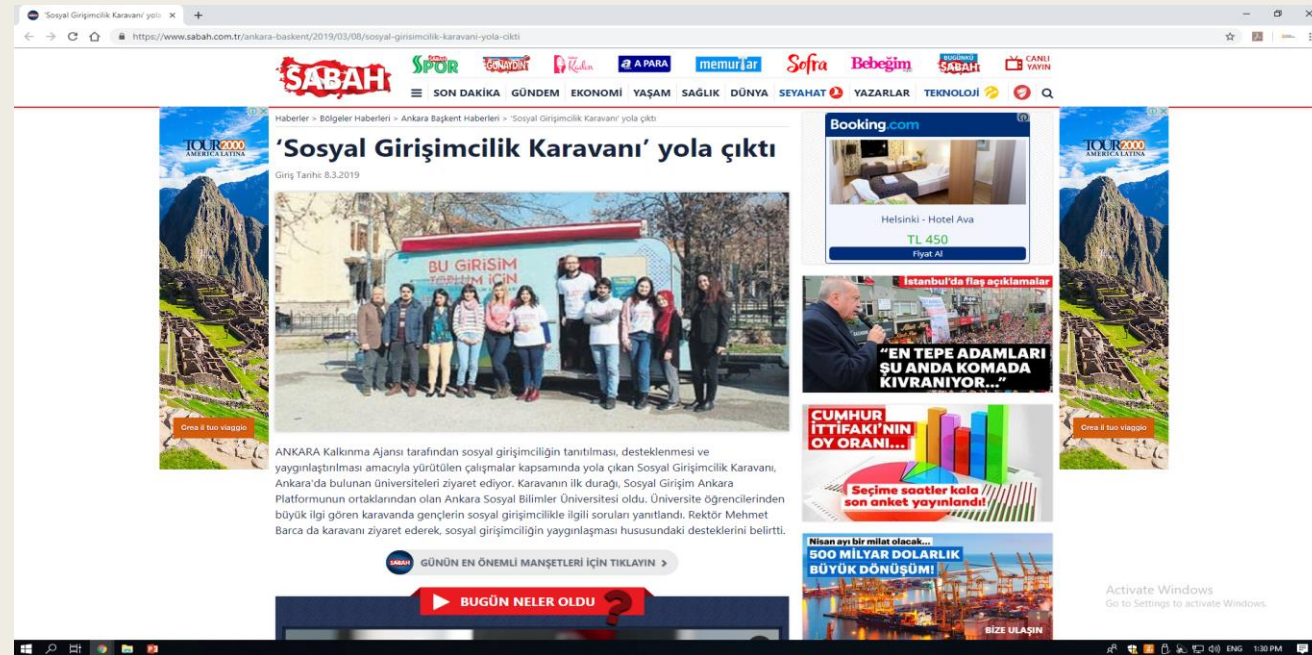 'Sosyal Girişimcilik Karavanı' yola
https://www.sabah.com.tr/ankara-baskent/2019/03/08/sosyal-girisimcilik-karavani-yola-cikti
SABAH
SPOR
GÜNAYDIN
Kadın
A PARA
memurlar
Sofra
Bebeğim
BUGÜNKÜ SABAH
CANLI YAYIN
SON DAKİKA GÜNDEM EKONOMİ YAŞAM SAĞLIK DÜNYA SEYAHAT YAZARLAR TEKNOLOJİ
Haberler > Bölgeler Haberleri > Ankara Başkent Haberleri > 'Sosyal Girişimcilik Karavanı' yola çıktı
'Sosyal Girişimcilik Karavanı' yola çıktı
Giriş Tarihi: 8.3.2019
BU GİRİŞİM
TOPLUM İÇİN
ANKARA Kalkınma Ajansı tarafından sosyal girişimciliğin tanıtılması, desteklenmesi ve
yaygınlaştırılması amacıyla yürütülen çalışmalar kapsamında yola çıkan Sosyal Girişimcilik Karavanı,
Ankara'da bulunan üniversiteleri ziyaret ediyor. Karavanın ilk durağı, Sosyal Girişim Ankara
Platformunun ortaklarından olan Ankara Sosyal Bilimler Üniversitesi oldu. Üniversite öğrencilerinden
büyük ilgi gören karavanda gençlerin sosyal girişimcilikle ilgili soruları yanıtlandı. Rektör Mehmet
Barca da karavanı ziyaret ederek, sosyal girişimciliğin yaygınlaşması hususundaki desteklerini belirtti.
SABAH
GÜNÜN EN ÖNEMLİ MANŞETLERİ İÇİN TIKLAYIN >
BUGÜN NELER OLDU
TOUR2000
AMERICA LATINA
Crea il tuo viaggio
Booking.com
Helsinki - Hotel Ava
TL 450
Fiyat Al
İstanbul'da flaş açıklamalar
"EN TEPE ADAMLARI
ŞU ANDA KOMADA
KIVRANIYOR..."
CUMHUR
İTTİFAKI'NIN
OY ORANI...
Seçime saatler kala
son anket yayınlandı!
Nisan ayı bir milat olacak...
500 MİLYAR DOLARLIK
BÜYÜK DÖNÜŞÜM!
BİZE ULAŞIN
TOUR2000
AMERICA LATINA
Crea il tuo viaggio
Activate Windows
Go to Settings to activate Windows.
ENG 1:30 PM